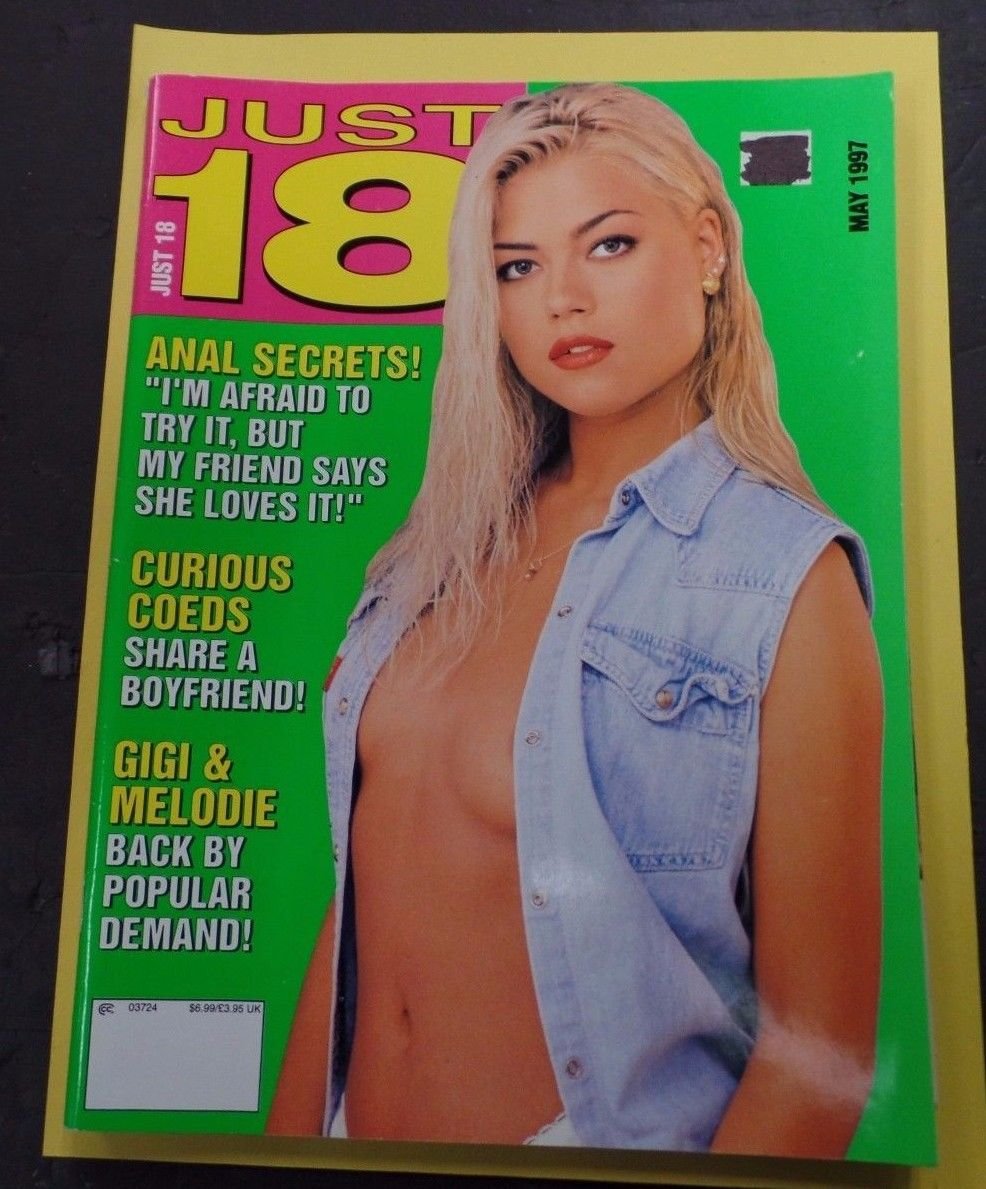 JUST
18
JUST 18
MAY 1997
ANAL SECRETS!
"I'M AFRAID TO
TRY IT, BUT
MY FRIEND SAYS
SHE LOVES IT!"
CURIOUS
COEDS
SHARE A
BOYFRIEND!
GIGI &
MELODIE
BACK BY
POPULAR
DEMAND!
03724 $6.99/£3.95 UK